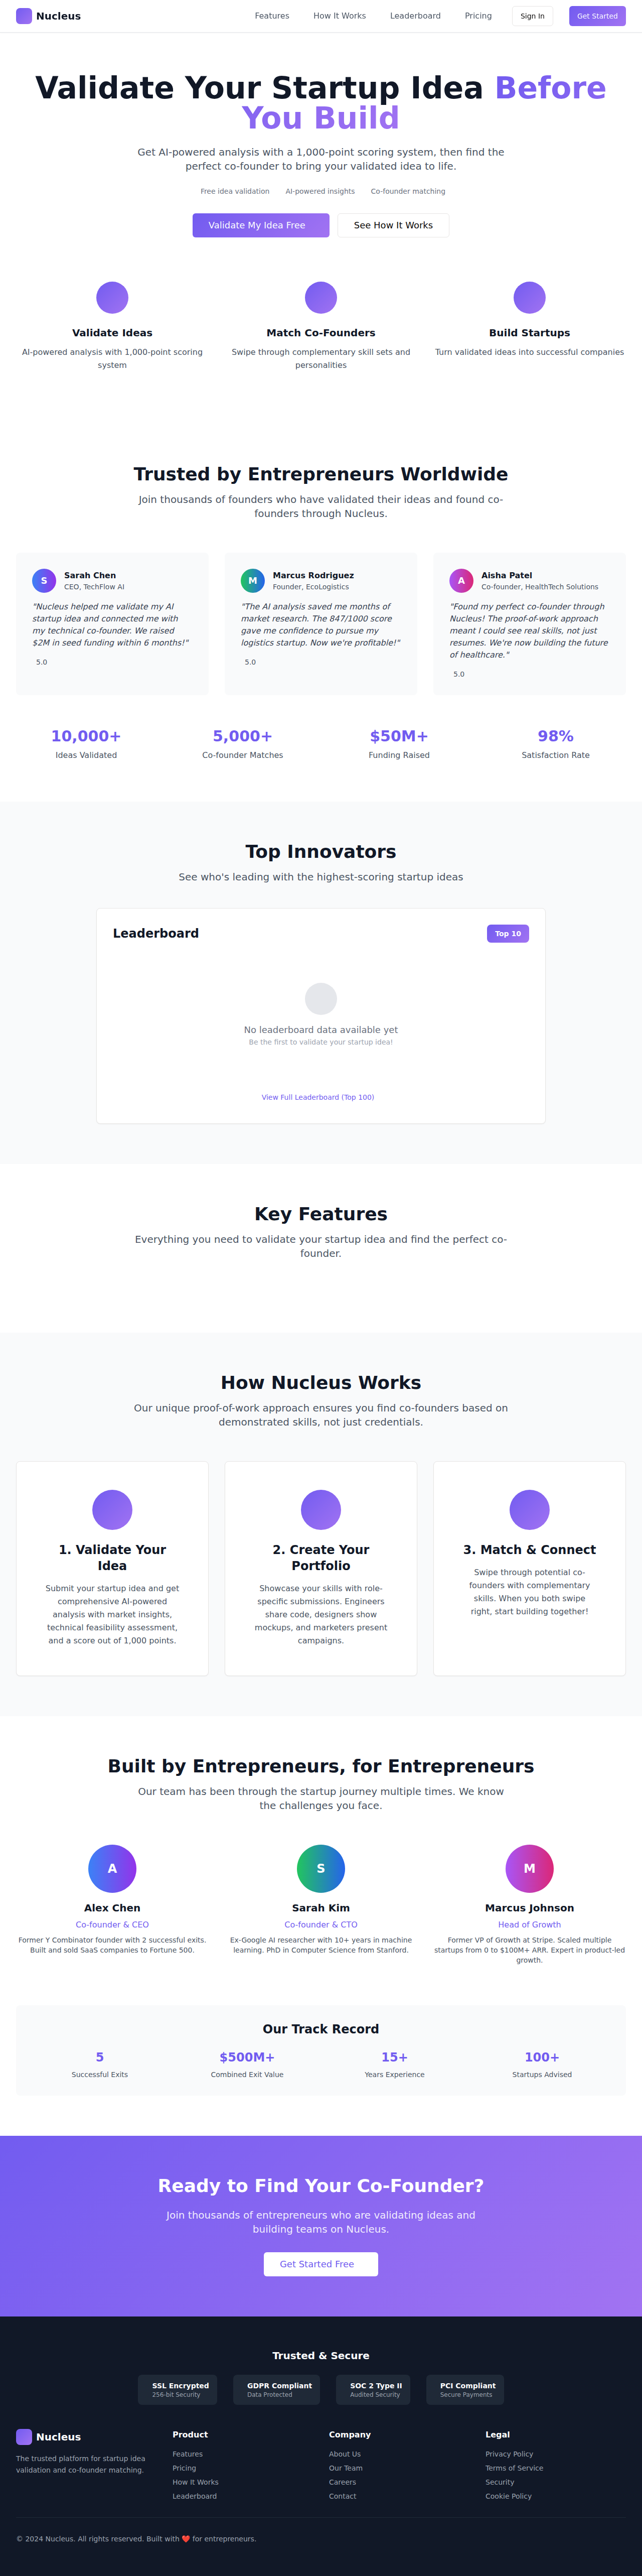 Nucleus
Features
How It Works
Leaderboard
Pricing
Sign In
Get Started
Validate Your Startup Idea Before
You Build
Get AI-powered analysis with a 1,000-point scoring system, then find the
perfect co-founder to bring your validated idea to life.
Free idea validation
AI-powered insights
Co-founder matching
Validate My Idea Free
See How It Works
Validate Ideas
AI-powered analysis with 1,000-point scoring
system
Match Co-Founders
Swipe through complementary skill sets and
personalities
Build Startups
Turn validated ideas into successful companies
Trusted by Entrepreneurs Worldwide
Join thousands of founders who have validated their ideas and found co-
founders through Nucleus.
S
Sarah Chen
CEO, TechFlow AI
"Nucleus helped me validate my AI
startup idea and connected me with
my technical co-founder. We raised
$2M in seed funding within 6 months!"
5.0
M
Marcus Rodriguez
Founder, EcoLogistics
"The AI analysis saved me months of
market research. The 847/1000 score
gave me confidence to pursue my
logistics startup. Now we're profitable!"
5.0
A
Aisha Patel
Co-founder, HealthTech Solutions
"Found my perfect co-founder through
Nucleus! The proof-of-work approach
meant I could see real skills, not just
resumes. We're now building the future
of healthcare."
5.0
10,000+
Ideas Validated
5,000+
Co-founder Matches
$50M+
Funding Raised
98%
Satisfaction Rate
Top Innovators
See who's leading with the highest-scoring startup ideas
Leaderboard
Top 10
No leaderboard data available yet
Be the first to validate your startup idea!
View Full Leaderboard (Top 100)
Key Features
Everything you need to validate your startup idea and find the perfect co-
founder.
How Nucleus Works
Our unique proof-of-work approach ensures you find co-founders based on
demonstrated skills, not just credentials.
1. Validate Your
Idea
Submit your startup idea and get
comprehensive AI-powered
analysis with market insights,
technical feasibility assessment,
and a score out of 1,000 points.
2. Create Your
Portfolio
Showcase your skills with role-
specific submissions. Engineers
share code, designers show
mockups, and marketers present
campaigns.
3. Match & Connect
Swipe through potential co-
founders with complementary
skills. When you both swipe
right, start building together!
Built by Entrepreneurs, for Entrepreneurs
Our team has been through the startup journey multiple times. We know
the challenges you face.
A
Alex Chen
Co-founder & CEO
Former Y Combinator founder with 2 successful exits.
Built and sold SaaS companies to Fortune 500.
S
Sarah Kim
Co-founder & CTO
Ex-Google AI researcher with 10+ years in machine
learning. PhD in Computer Science from Stanford.
M
Marcus Johnson
Head of Growth
Former VP of Growth at Stripe. Scaled multiple
startups from 0 to $100M+ ARR. Expert in product-led
growth.
Our Track Record
5
Successful Exits
$500M+
Combined Exit Value
15+
Years Experience
100+
Startups Advised
Ready to Find Your Co-Founder?
Join thousands of entrepreneurs who are validating ideas and
building teams on Nucleus.
Get Started Free
Trusted & Secure
SSL Encrypted
256-bit Security
GDPR Compliant
Data Protected
SOC 2 Type II
Audited Security
PCI Compliant
Secure Payments
Nucleus
The trusted platform for startup idea
validation and co-founder matching.
Product
Features
Pricing
How It Works
Leaderboard
Company
About Us
Our Team
Careers
Contact
Legal
Privacy Policy
Terms of Service
Security
Cookie Policy
© 2024 Nucleus. All rights reserved. Built with ❤️ for entrepreneurs.